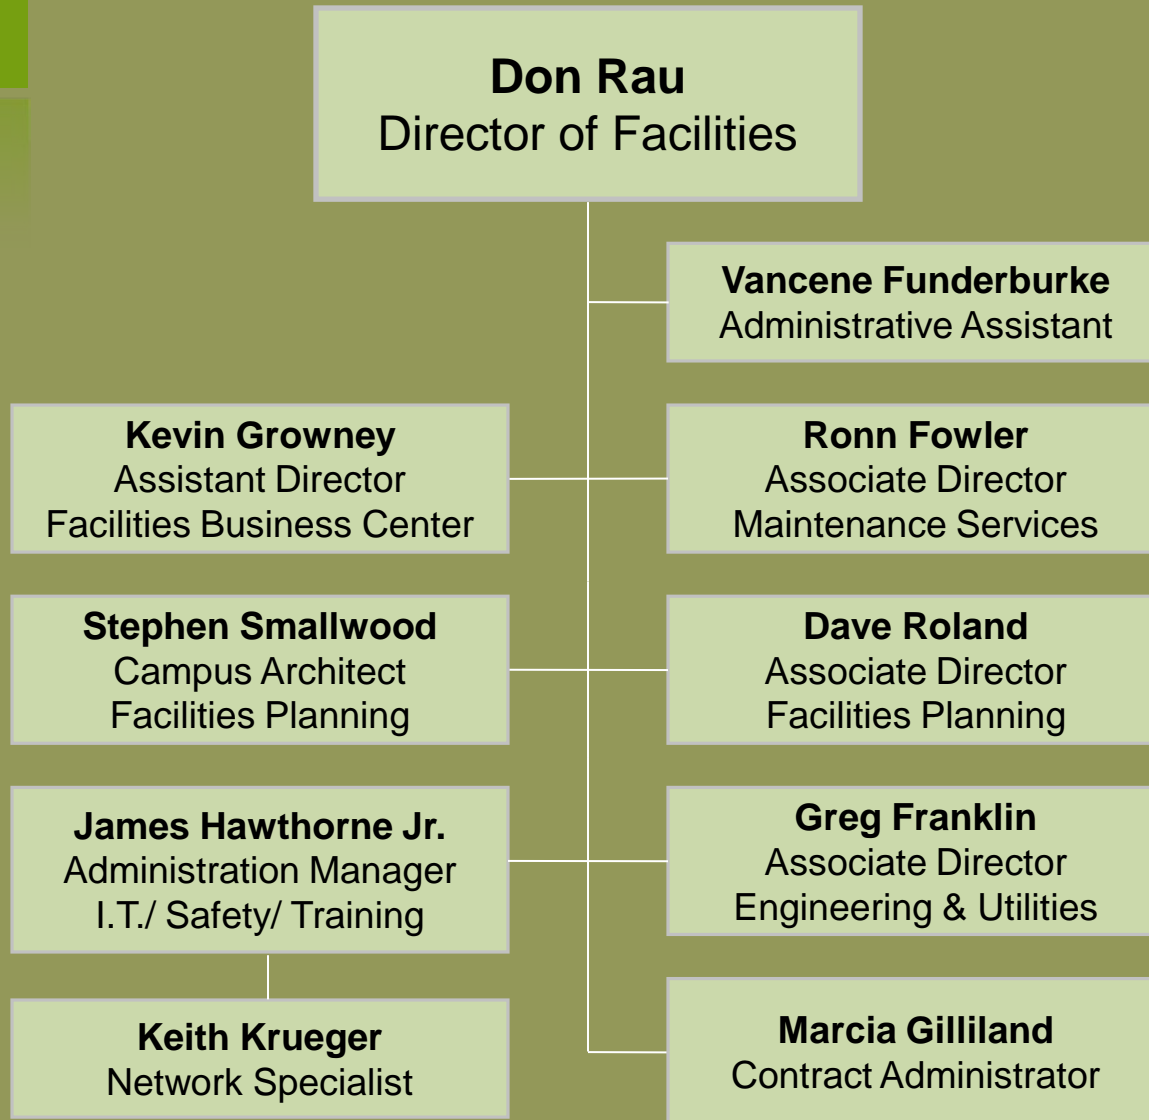 Don Rau
Director of Facilities
Vancene Funderburke
Administrative Assistant
Kevin Growney
Assistant Director
Facilities Business Center
Ronn Fowler
Associate Director
Maintenance Services
Stephen Smallwood
Campus Architect
Facilities Planning
Dave Roland
Associate Director
Facilities Planning
James Hawthorne Jr.
Administration Manager
I.T./ Safety/ Training
Greg Franklin
Associate Director
Engineering & Utilities
Keith Krueger
Network Specialist
Marcia Gilliland
Contract Administrator